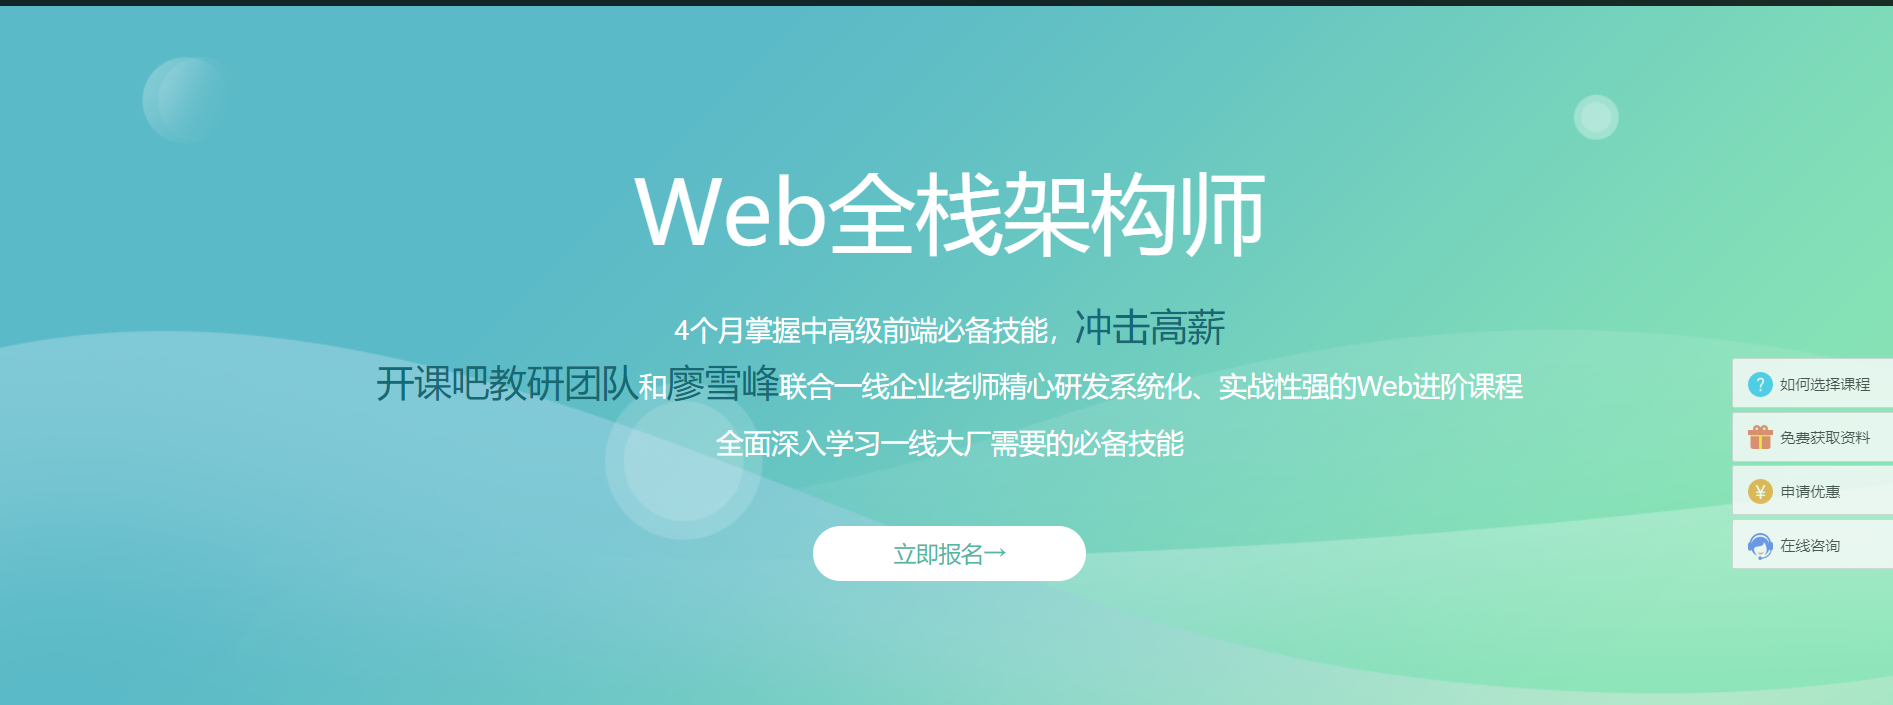 Web全栈架构师
4个月掌握中高级前端必备技能，冲击高薪
开课吧教研团队和廖雪峰联合一线企业老师精心研发系统化、实战性强的Web进阶课程
全面深入学习一线大厂需要的必备技能
立即报名→
? 如何选择课程
免费获取资料
¥ 申请优惠
在线咨询